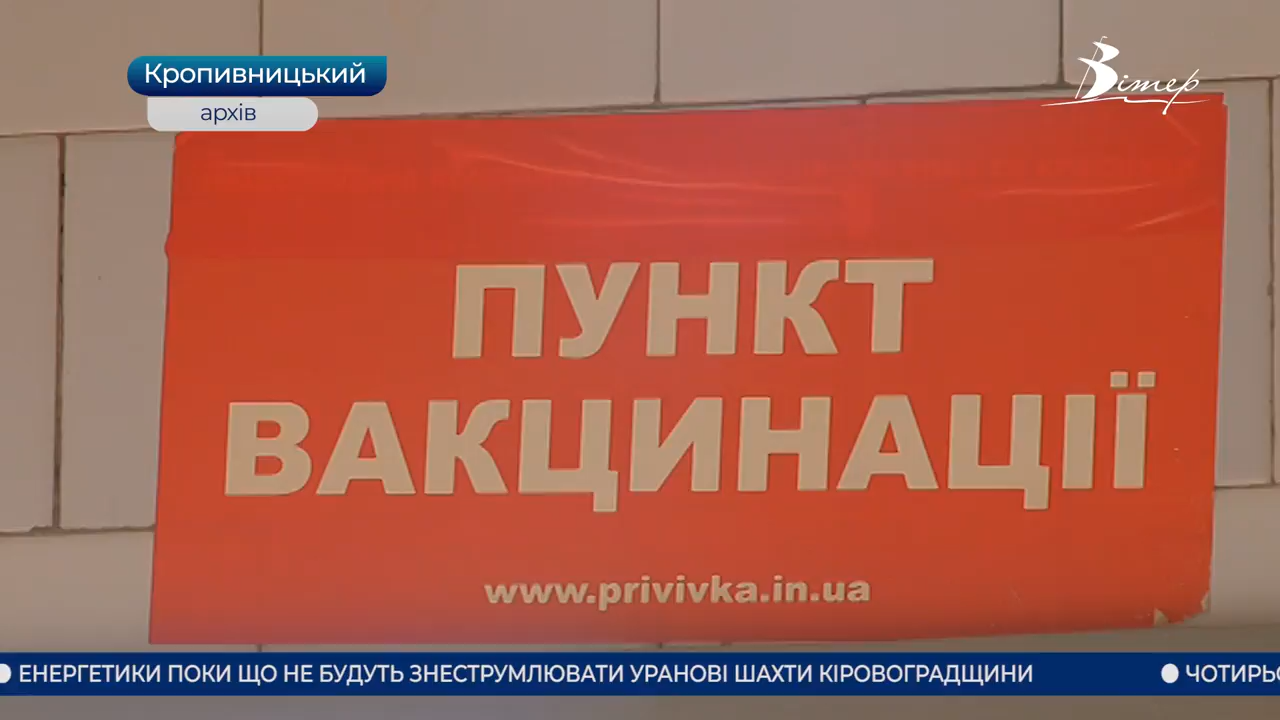 Кропивницький
архів
Вітер
ПУНКТ
ВАКЦИНАЦІЇ
www.privivka.in.ua
ЕНЕРГЕТИКИ ПОКИ ЩО НЕ БУДУТЬ ЗНЕСТРУМЛЮВАТИ УРАНОВІ ШАХТИ КІРОВОГРАДЩИНИ